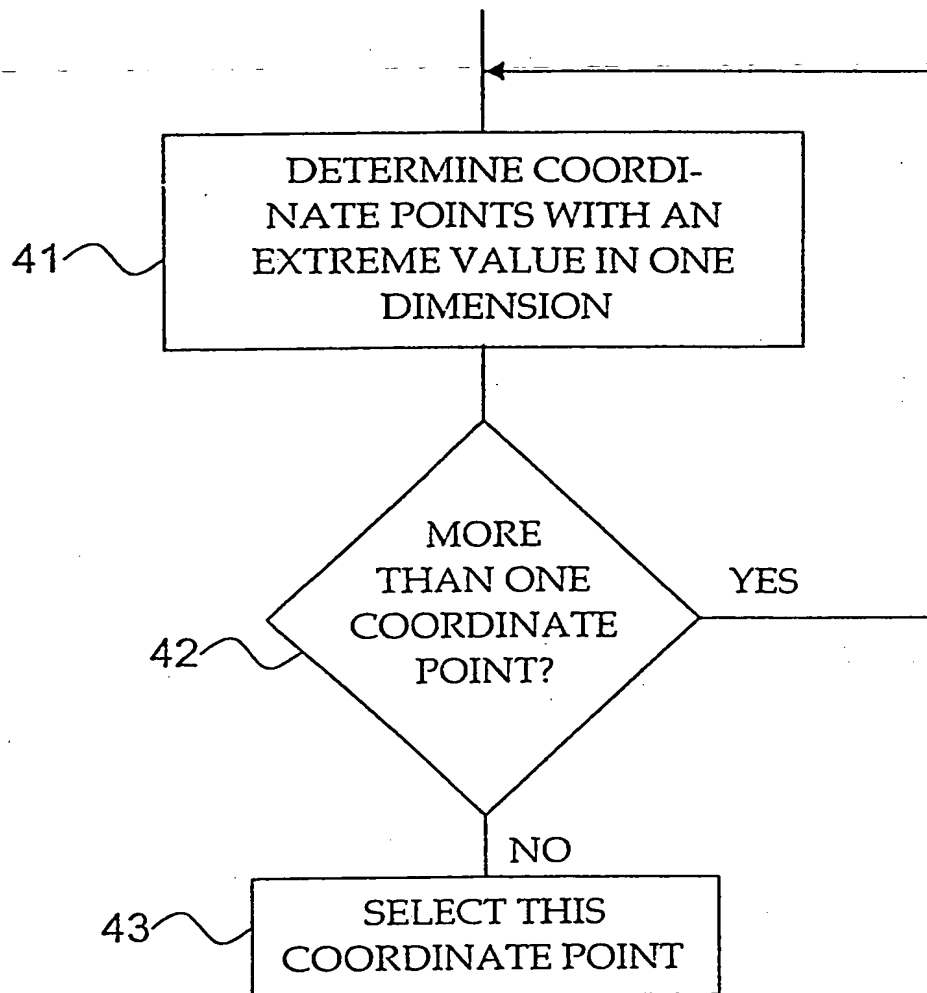 DETERMINE COORDI-
NATE POINTS WITH AN
EXTREME VALUE IN ONE
DIMENSION
41
MORE
THAN ONE
COORDINATE
POINT?
YES
42
NO
43
SELECT THIS
COORDINATE POINT